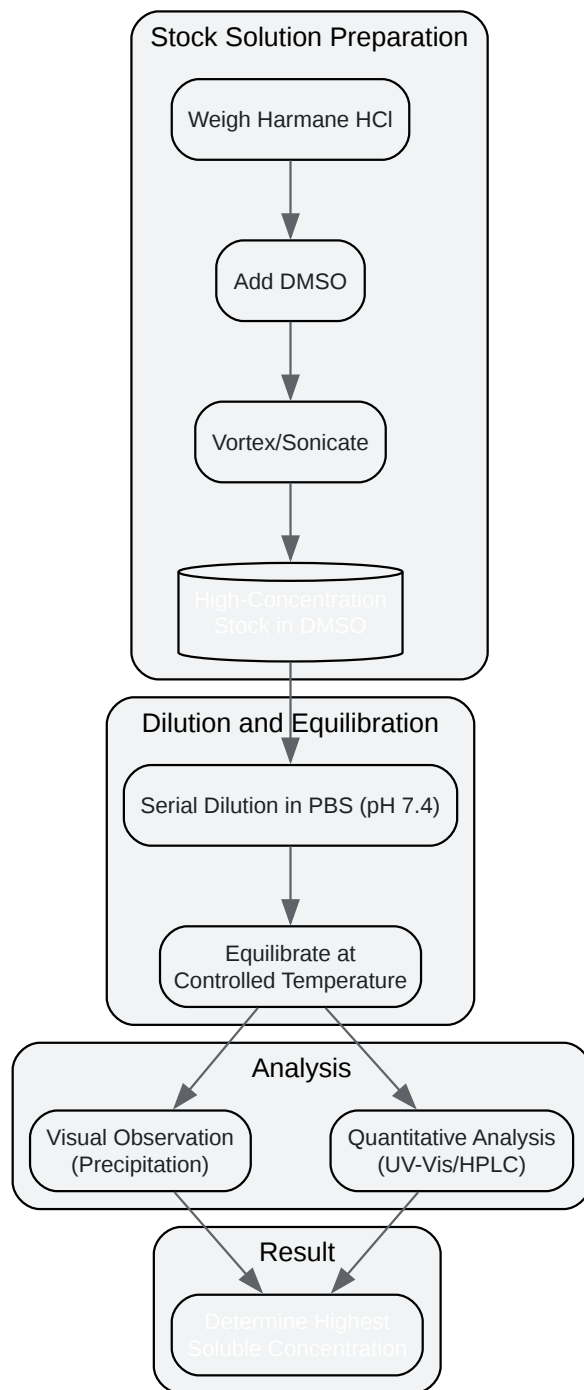 Stock Solution Preparation
Weigh Harmane HCl
Add DMSO
Vortex/Sonicate
High-Concentration
Stock in DMSO
Dilution and Equilibration
Serial Dilution in PBS (pH 7.4)
Equilibrate at
Controlled Temperature
Analysis
Visual Observation
(Precipitation)
Quantitative Analysis
(UV-Vis/HPLC)
Result
Determine Highest
Soluble Concentration